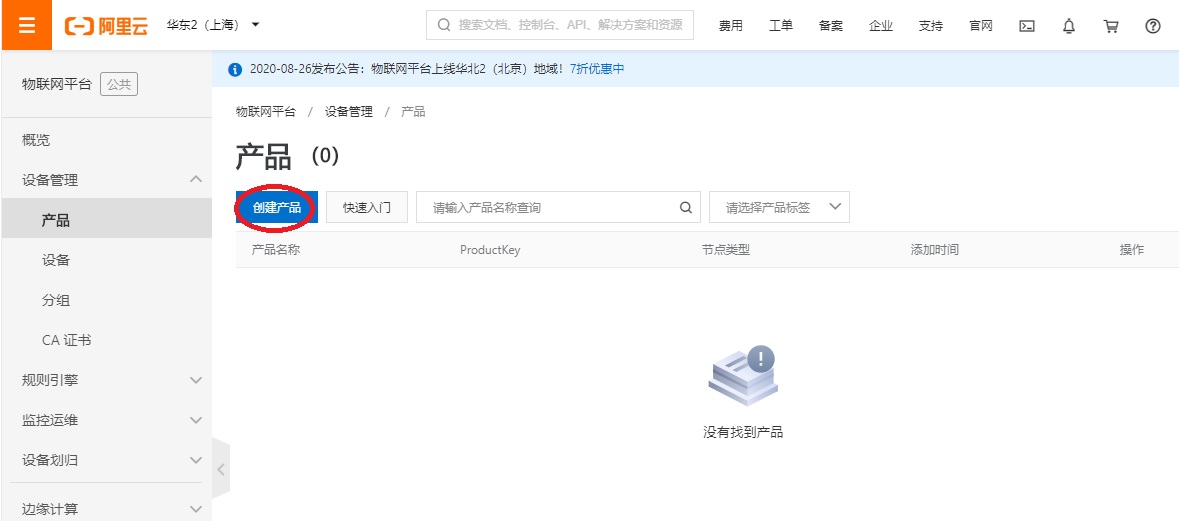 阿里云 华东2（上海） 搜索文档、控制台、API、解决方案和资源 费用 工单 备案 企业 支持 官网
物联网平台 公共
概览
设备管理
产品
设备
分组
CA 证书
规则引擎
监控运维
设备划归
边缘计算
2020-08-26发布公告：物联网平台上线华北2（北京）地域！7折优惠中
物联网平台 / 设备管理 / 产品
产品 (0)
创建产品 快速入门 请输入产品名称查询 请选择产品标签
产品名称 ProductKey 节点类型 添加时间 操作
没有找到产品